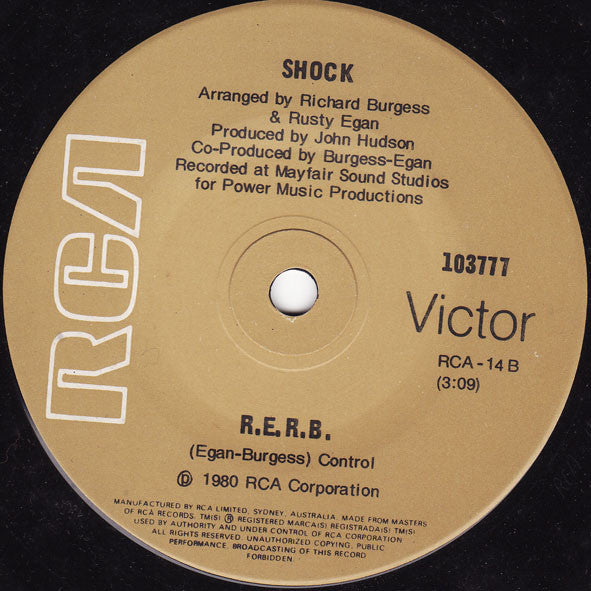 SHOCK
Arranged by Richard Burgess
& Rusty Egan
Produced by John Hudson
Co-Produced by Burgess-Egan
Recorded at Mayfair Sound Studios
for Power Music Productions
RCA
103777
Victor
RCA-14 B
(3:09)
R.E.R.B.
(Egan-Burgess) Control
Ⓟ 1980 RCA Corporation
MANUFACTURED BY RCA LIMITED, SYDNEY, AUSTRALIA, MADE FROM MASTERS
OF RCA RECORDS. TM(S) ® REGISTERED MARCA(S) REGISTRADA(S) TM(S)
USED BY AUTHORITY AND UNDER CONTROL OF RCA CORPORATION
ALL RIGHTS RESERVED. UNAUTHORIZED COPYING, PUBLIC
PERFORMANCE, BROADCASTING OF THIS RECORD
FORBIDDEN.